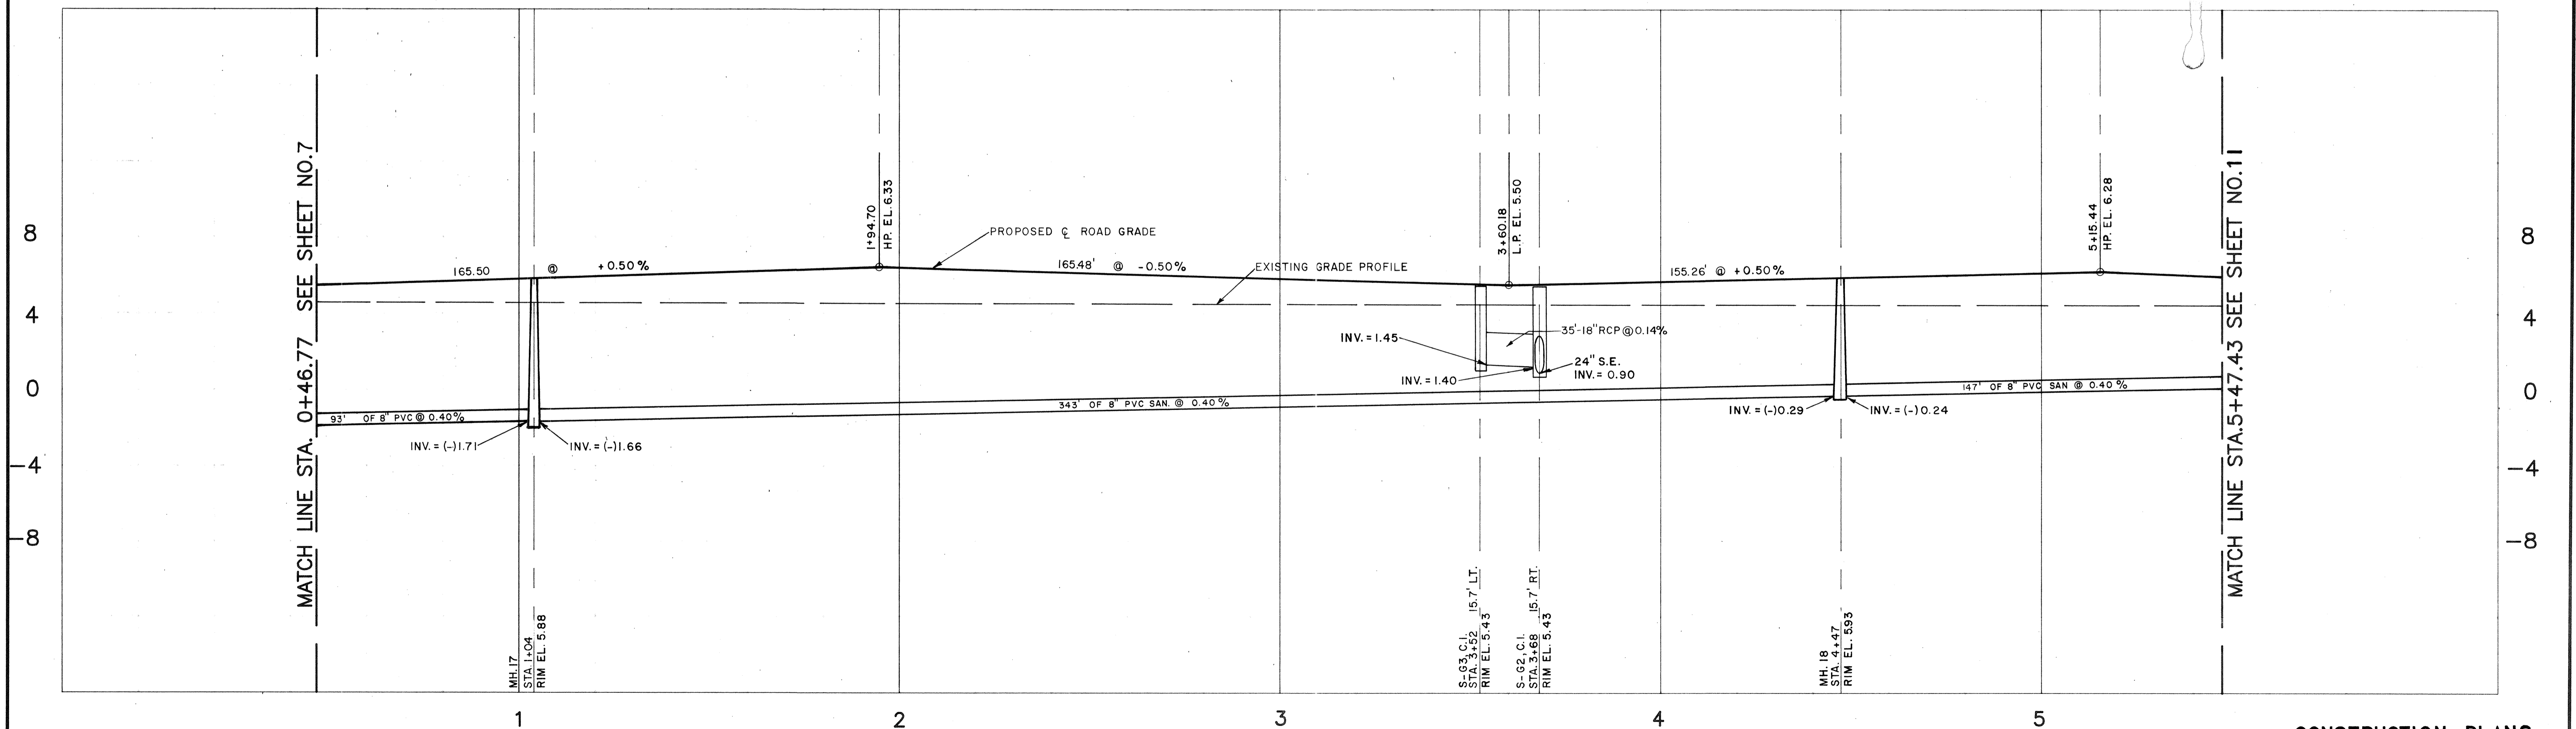 MATCH LINE STA. 0+46.77 SEE SHEET NO.7
8
4
0
-4
-8
165.50 @ +0.50%
1+94.70
HP. EL. 6.33
PROPOSED ℄ ROAD GRADE
165.48' @ -0.50%
EXISTING GRADE PROFILE
3+60.18
L.P. EL. 5.50
155.26' @ +0.50%
5+15.44
HP. EL. 6.28
INV. = 1.45
35'-18" RCP @ 0.14%
INV. = 1.40
24" S.E.
INV. = 0.90
93' OF 8" PVC @ 0.40%
INV. = (-)1.71
INV. = (-)1.66
343' OF 8" PVC SAN. @ 0.40%
INV. = (-)0.29
INV. = (-)0.24
147' OF 8" PVC SAN @ 0.40%
MH. 17
STA. 1+04
RIM EL. 5.88
S-G3, C.I.
STA. 3+52 15.7' LT.
RIM EL. 5.43
S-G2, C.I.
STA. 3+68 15.7' RT.
RIM EL. 5.43
MH. 18
STA. 4+47
RIM EL. 5.93
MATCH LINE STA. 5+47.43 SEE SHEET NO.11
8
4
0
-4
-8
1 2 3 4 5
CONSTRUCTION PLANS